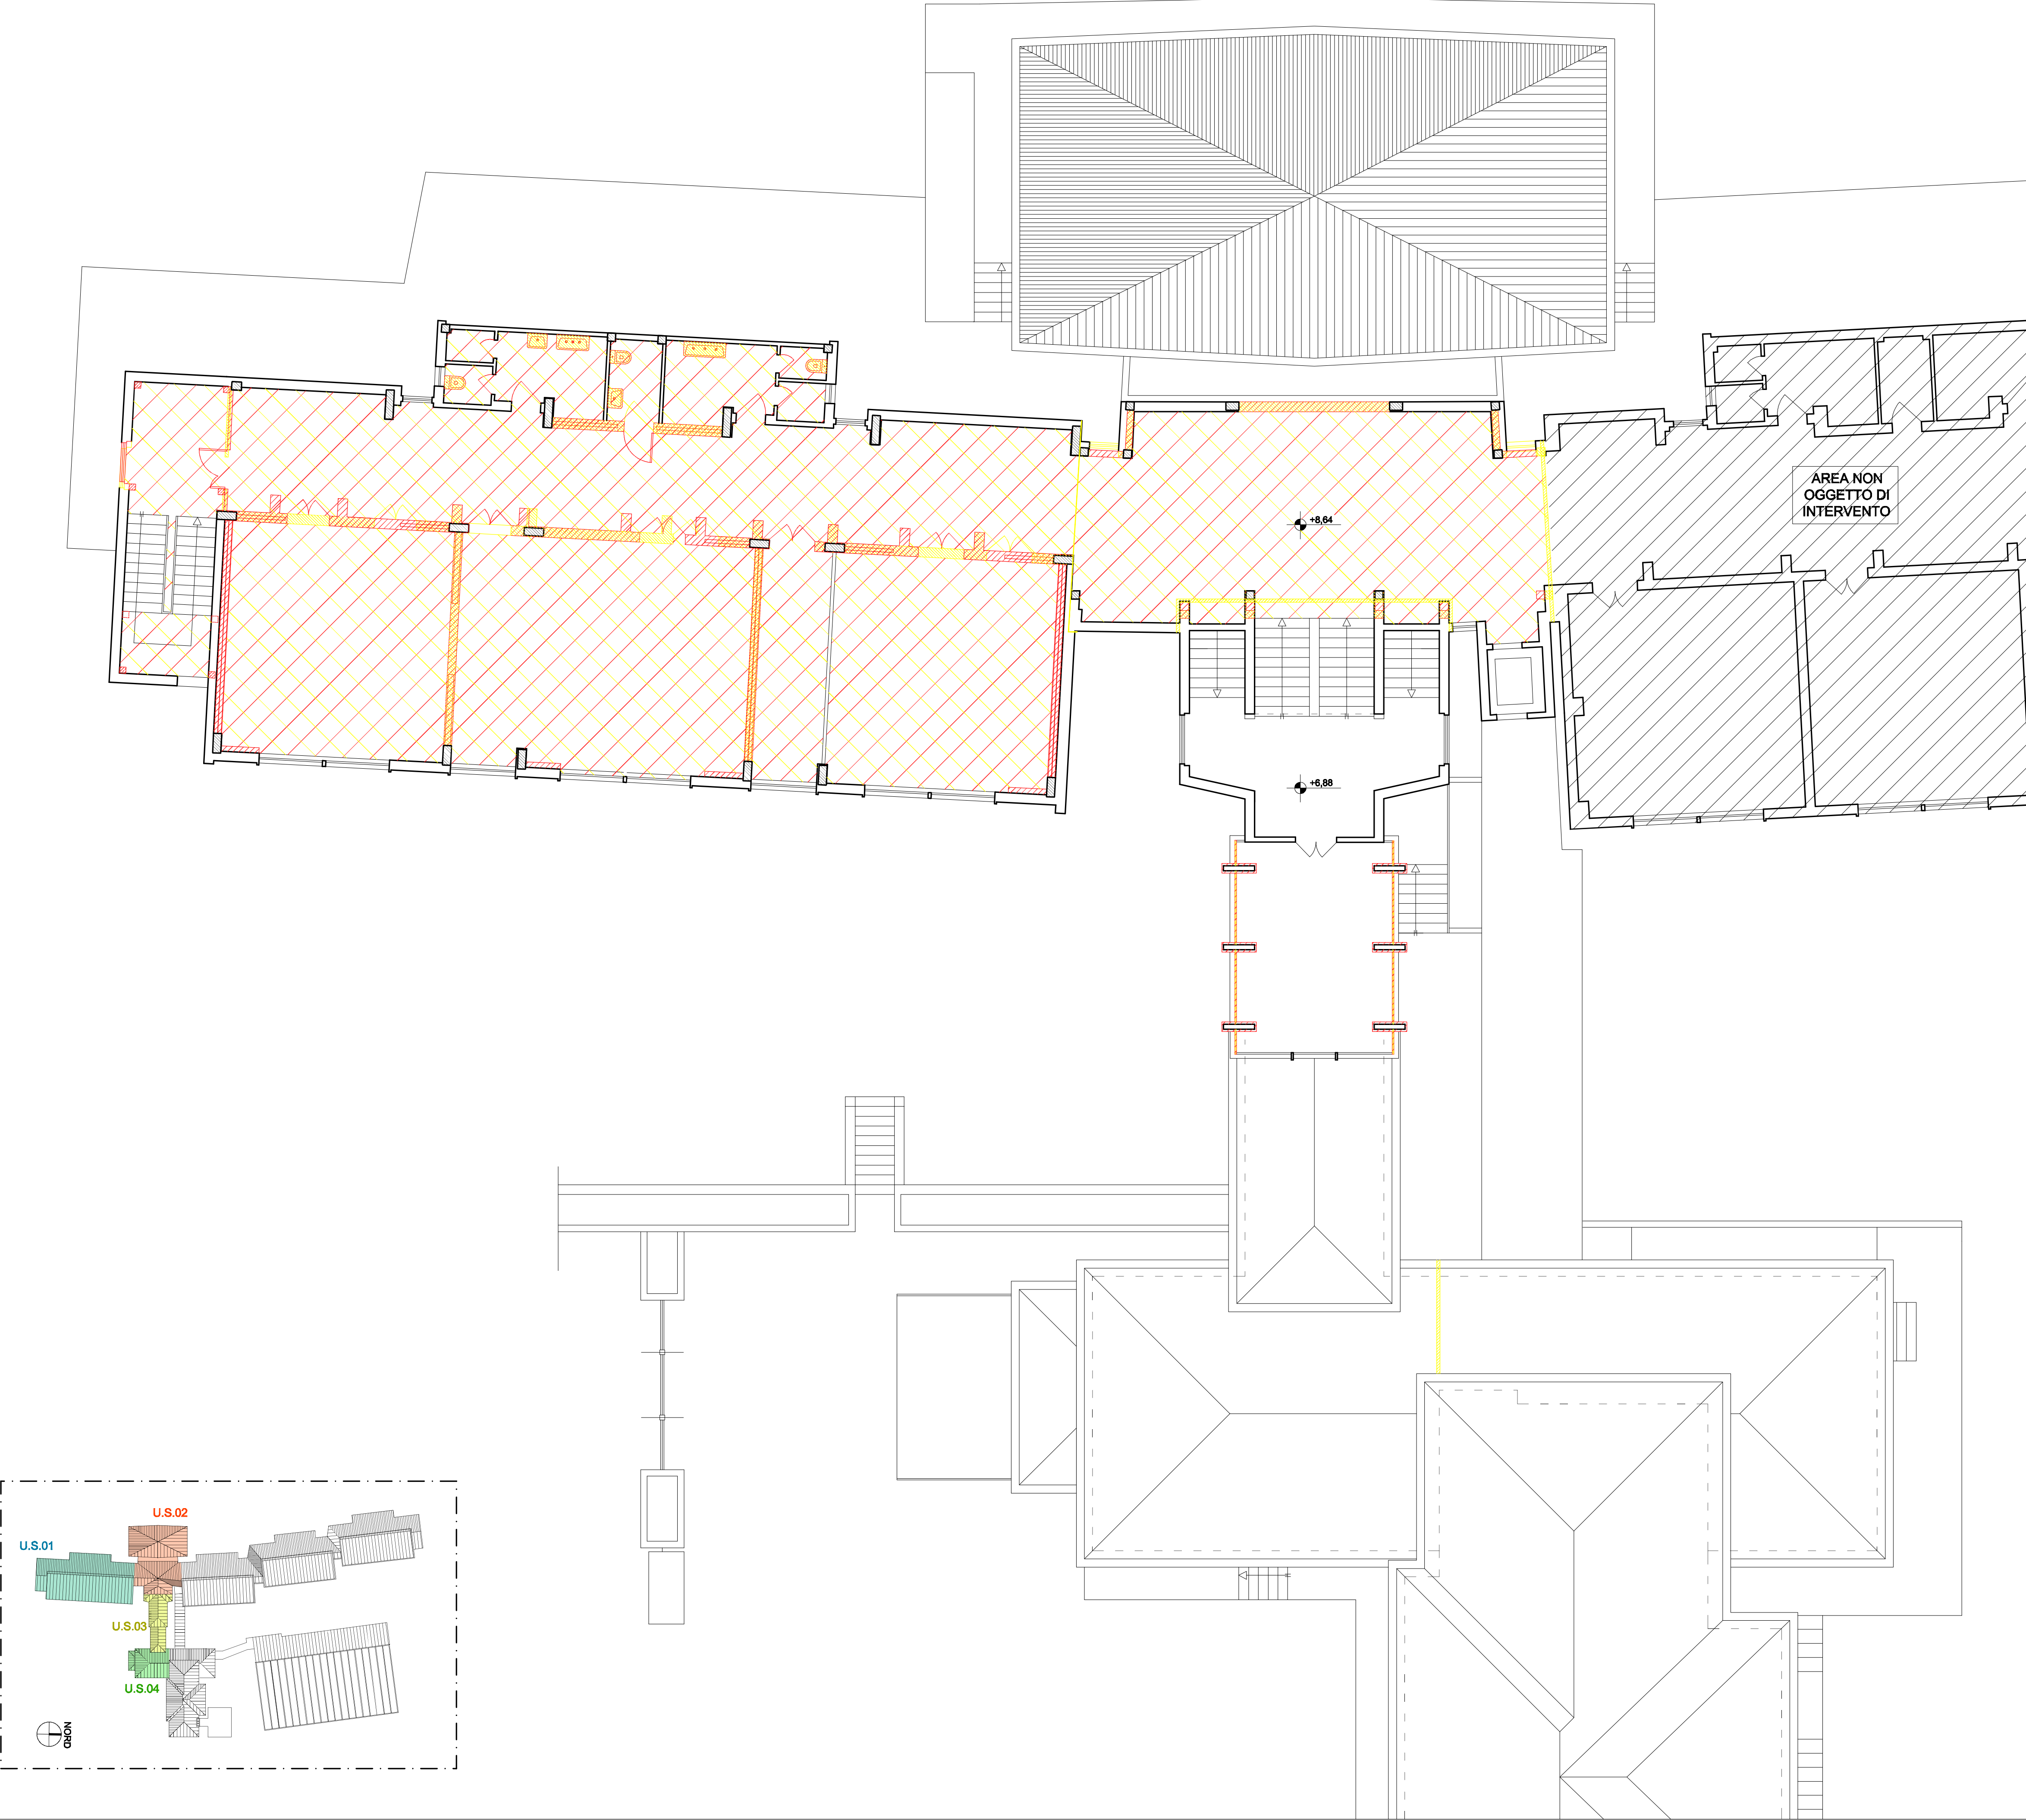 AREA NON
OGGETTO DI
INTERVENTO
+8,64
+6,88
U.S.02
U.S.01
U.S.03
U.S.04
NORD